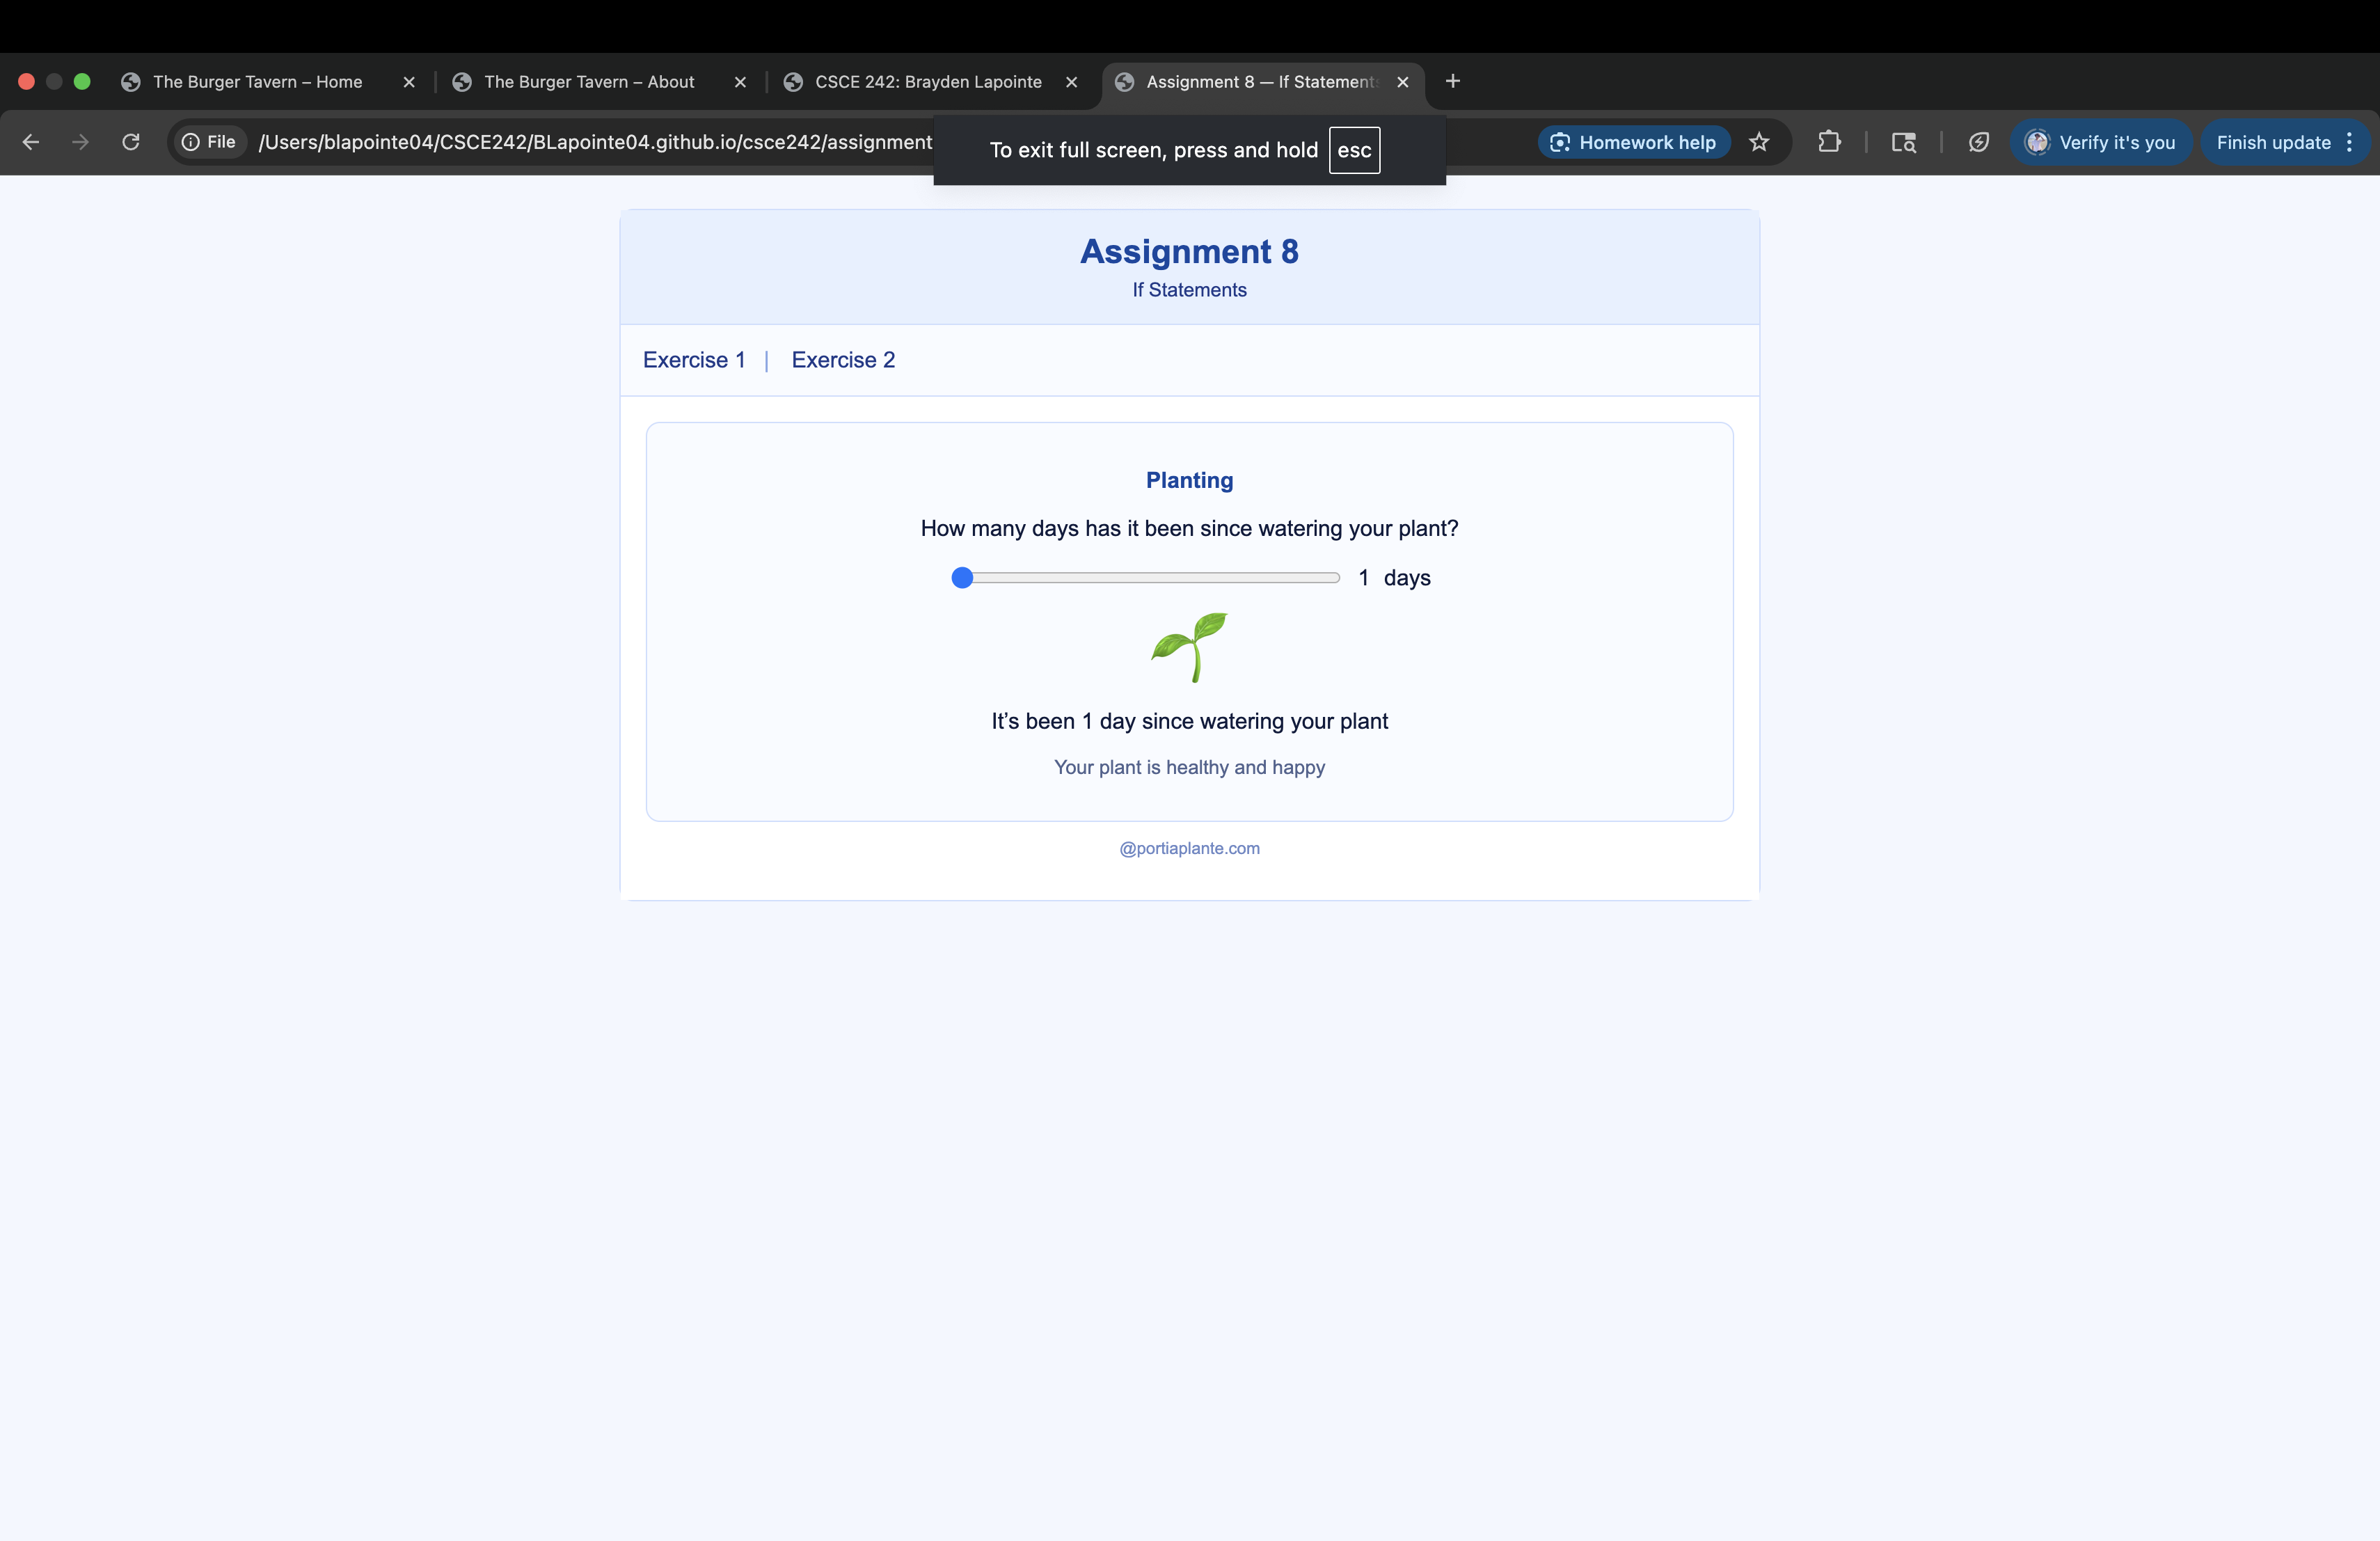 The Burger Tavern – Home
The Burger Tavern – About
CSCE 242: Brayden Lapointe
Assignment 8 — If Statements
File
/Users/blapointe04/CSCE242/BLapointe04.github.io/csce242/assignment
To exit full screen, press and hold esc
Homework help
Verify it's you
Finish update
Assignment 8
If Statements
Exercise 1 | Exercise 2
Planting
How many days has it been since watering your plant?
1 days
It’s been 1 day since watering your plant
Your plant is healthy and happy
@portiaplante.com